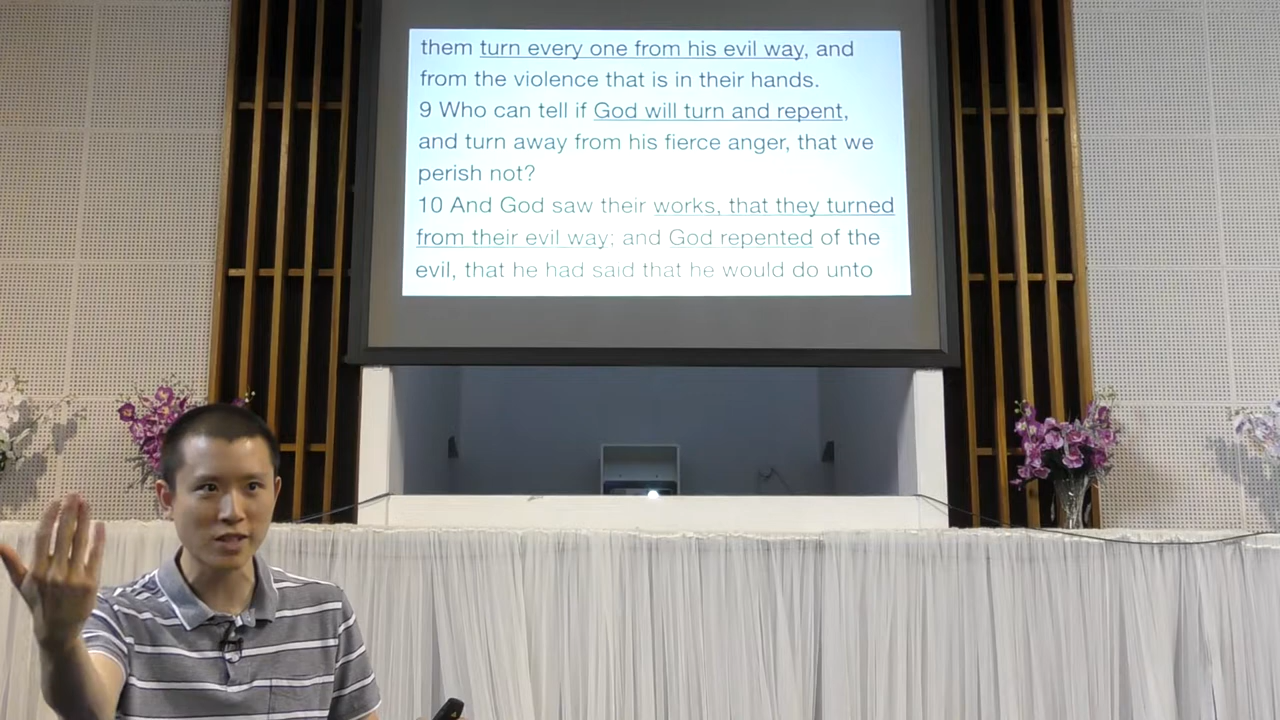 them turn every one from his evil way, and
from the violence that is in their hands.
9 Who can tell if God will turn and repent,
and turn away from his fierce anger, that we
perish not?
10 And God saw their works, that they turned
from their evil way; and God repented of the
evil, that he had said that he would do unto